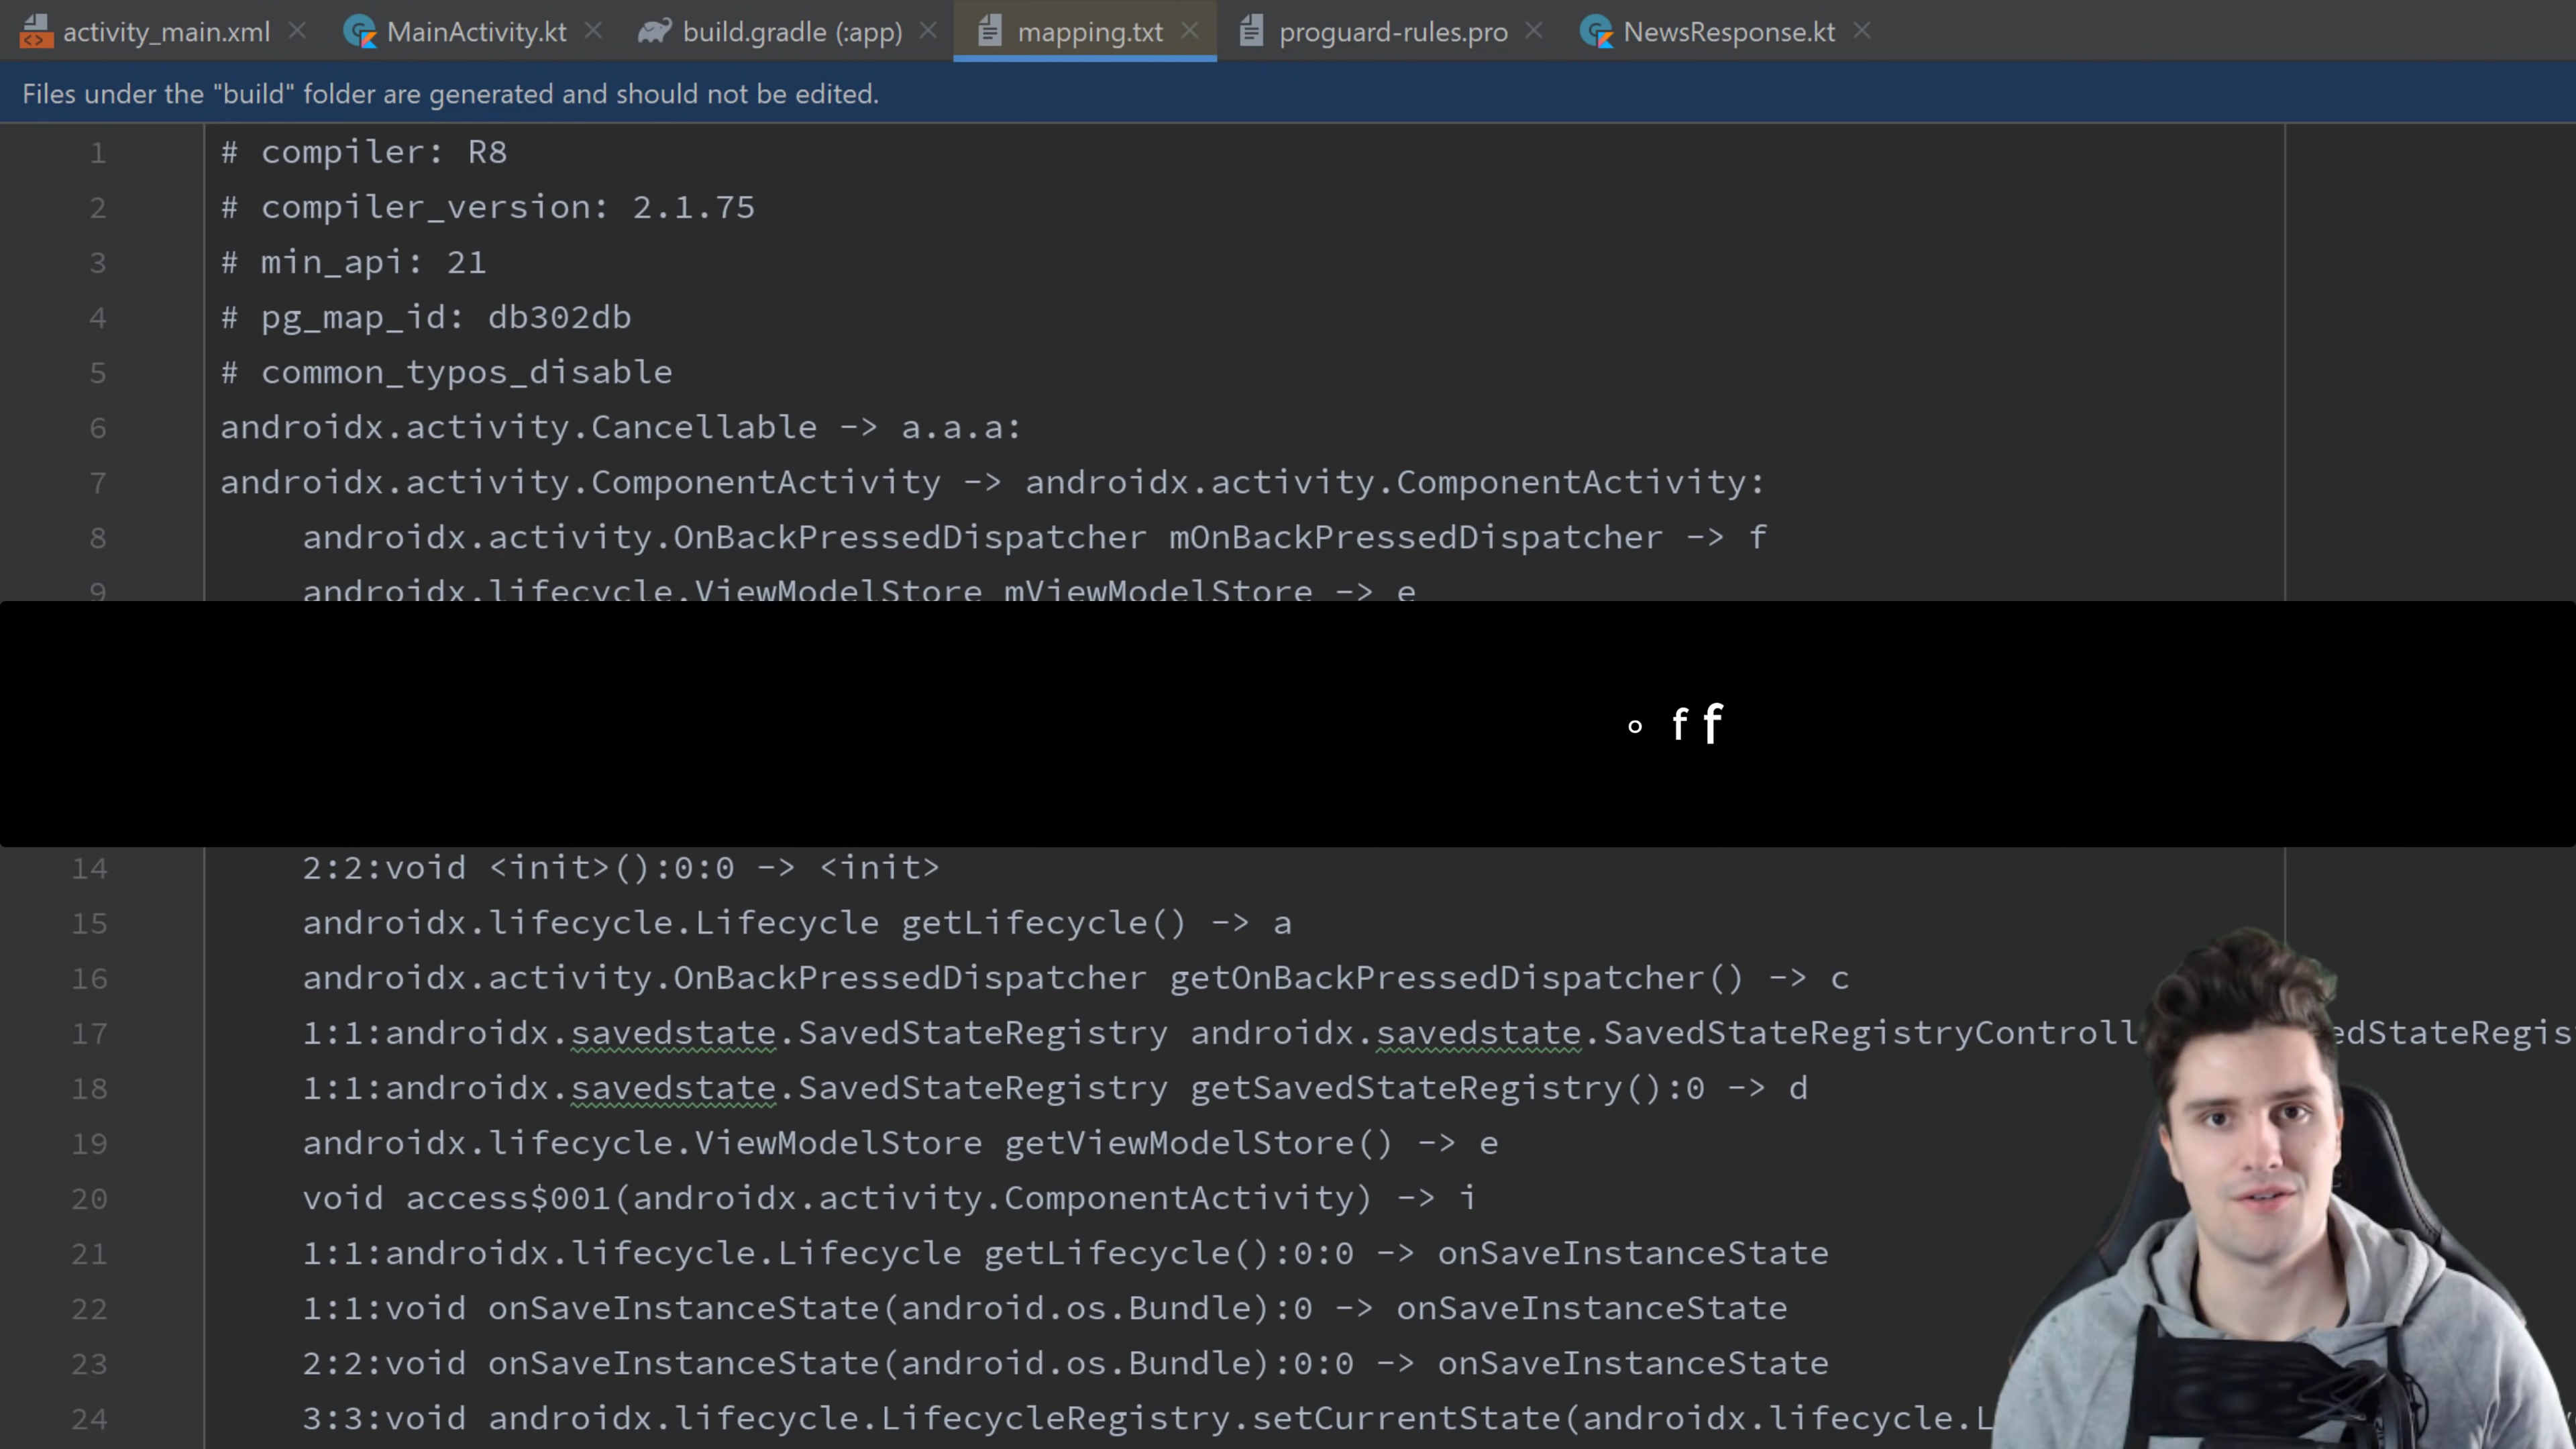 activity_main.xml MainActivity.kt build.gradle (:app) mapping.txt proguard-rules.pro NewsResponse.kt
Files under the "build" folder are generated and should not be edited.
1 # compiler: R8
2 # compiler_version: 2.1.75
3 # min_api: 21
4 # pg_map_id: db302db
5 # common_typos_disable
6 androidx.activity.Cancellable -> a.a.a:
7 androidx.activity.ComponentActivity -> androidx.activity.ComponentActivity:
8 androidx.activity.OnBackPressedDispatcher mOnBackPressedDispatcher -> f
9 androidx.lifecycle.ViewModelStore mViewModelStore -> e
° f f
14 2:2:void <init>():0:0 -> <init>
15 androidx.lifecycle.Lifecycle getLifecycle() -> a
16 androidx.activity.OnBackPressedDispatcher getOnBackPressedDispatcher() -> c
17 1:1:androidx.savedstate.SavedStateRegistry androidx.savedstate.SavedStateRegistryControll edStateRegis
18 1:1:androidx.savedstate.SavedStateRegistry getSavedStateRegistry():0 -> d
19 androidx.lifecycle.ViewModelStore getViewModelStore() -> e
20 void access$001(androidx.activity.ComponentActivity) -> i
21 1:1:androidx.lifecycle.Lifecycle getLifecycle():0:0 -> onSaveInstanceState
22 1:1:void onSaveInstanceState(android.os.Bundle):0 -> onSaveInstanceState
23 2:2:void onSaveInstanceState(android.os.Bundle):0:0 -> onSaveInstanceState
24 3:3:void androidx.lifecycle.LifecycleRegistry.setCurrentState(androidx.lifecycle.L